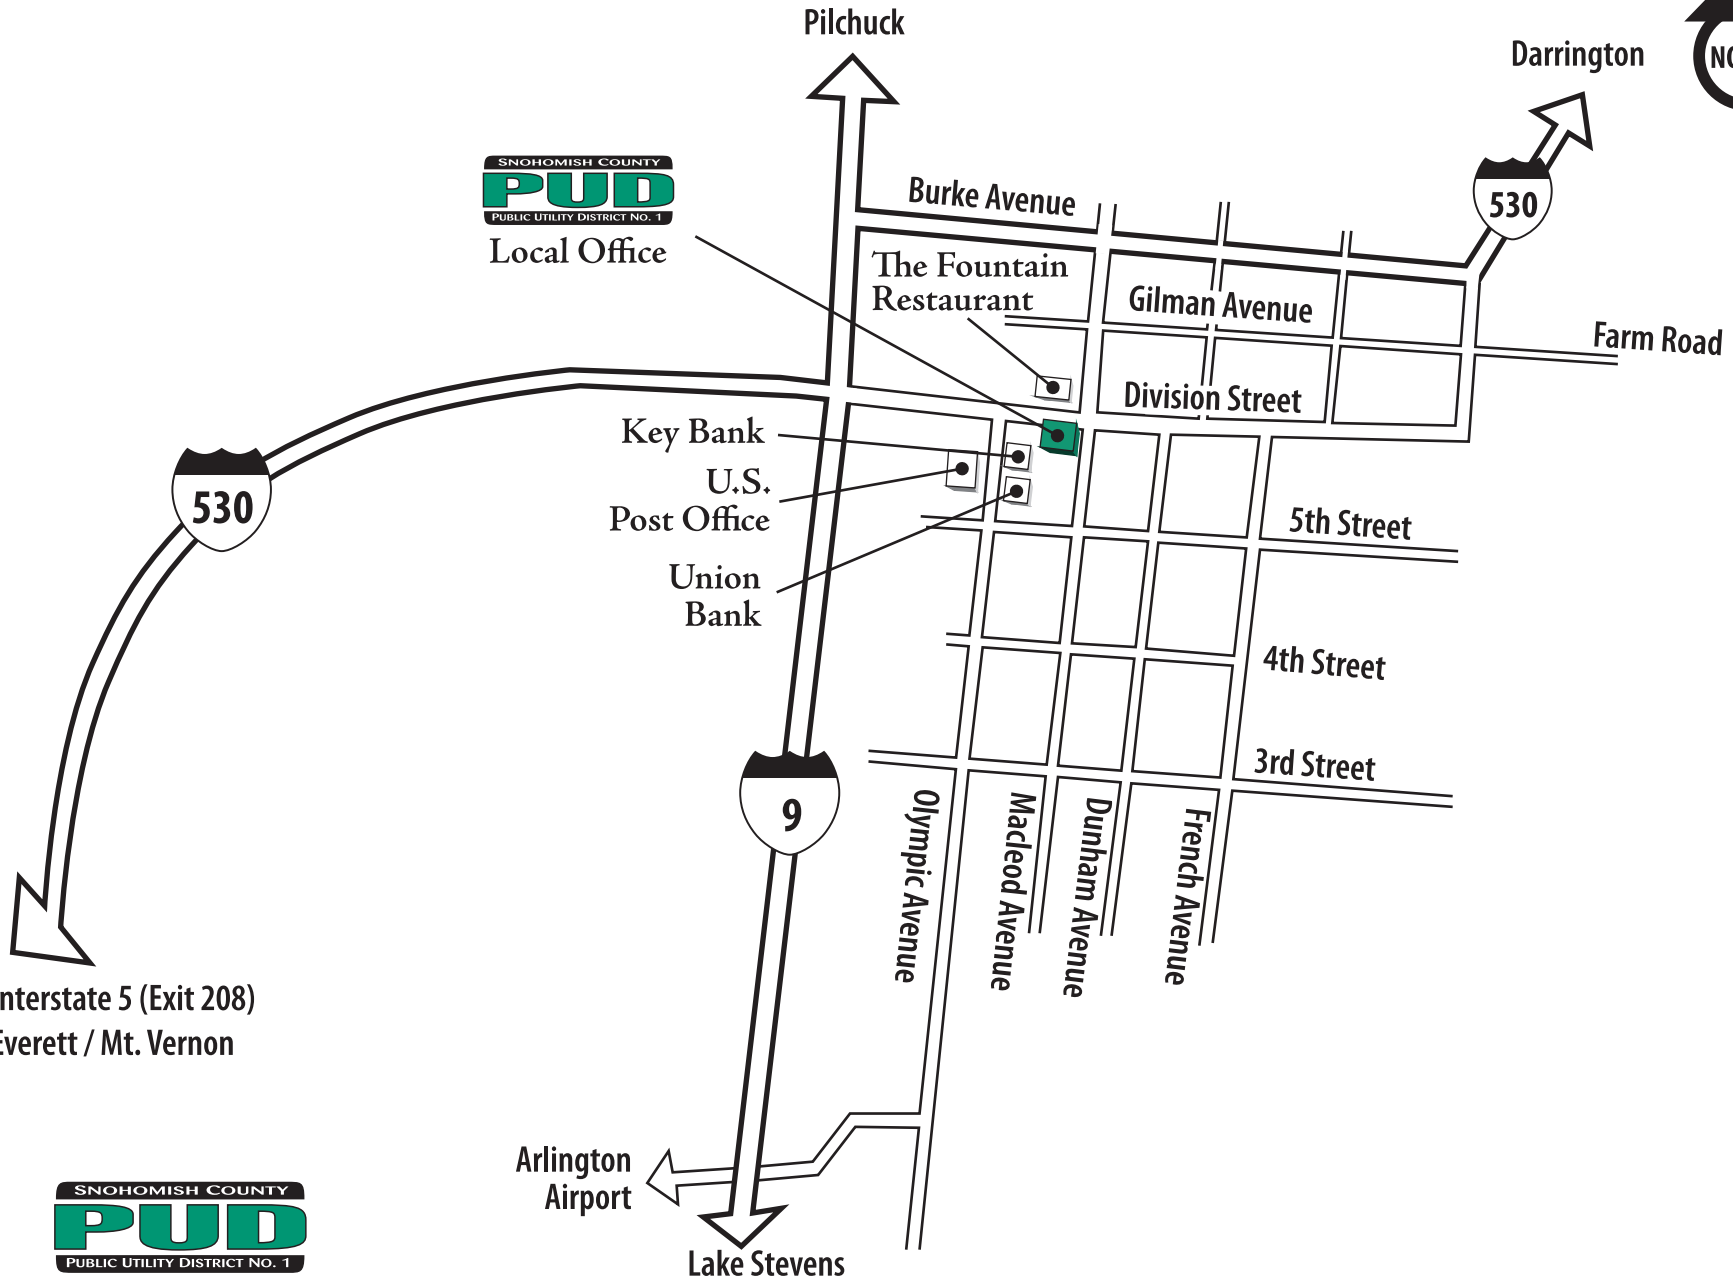 Pilchuck
Darrington
SNOHOMISH COUNTY
PUD
PUBLIC UTILITY DISTRICT NO. 1
Local Office
Burke Avenue
530
The Fountain
Restaurant
Gilman Avenue
Farm Road
Division Street
Key Bank
U.S.
Post Office
530
5th Street
Union
Bank
4th Street
3rd Street
9
Olympic Avenue
Macleod Avenue
Dunham Avenue
French Avenue
nterstate 5 (Exit 208)
Everett / Mt. Vernon
Arlington
Airport
SNOHOMISH COUNTY
PUD
PUBLIC UTILITY DISTRICT NO. 1
Lake Stevens